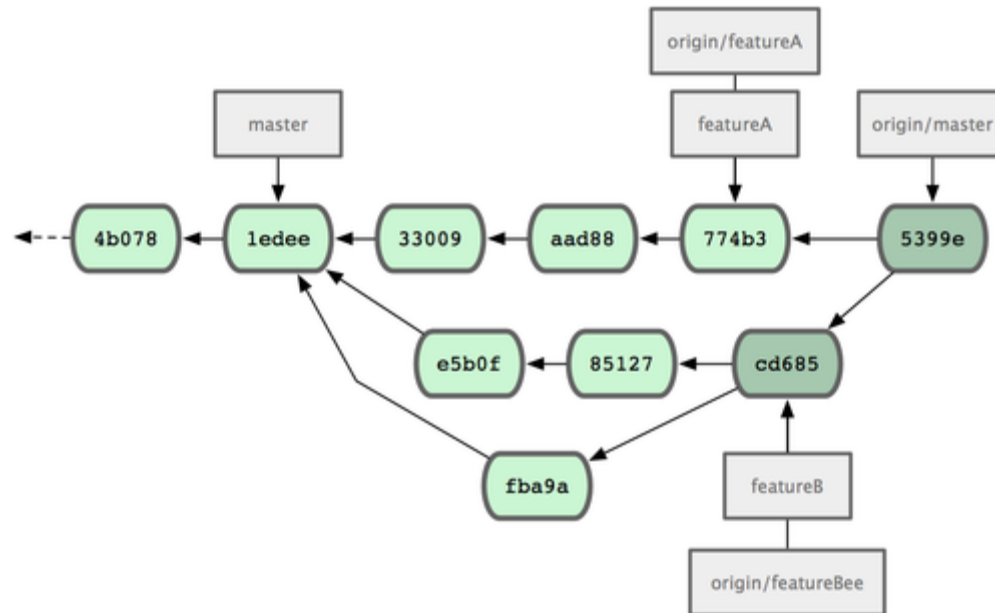 origin/featureA
master
featureA
origin/master
4b078
1edee
33009
aad88
774b3
5399e
e5b0f
85127
cd685
fba9a
featureB
origin/featureBee